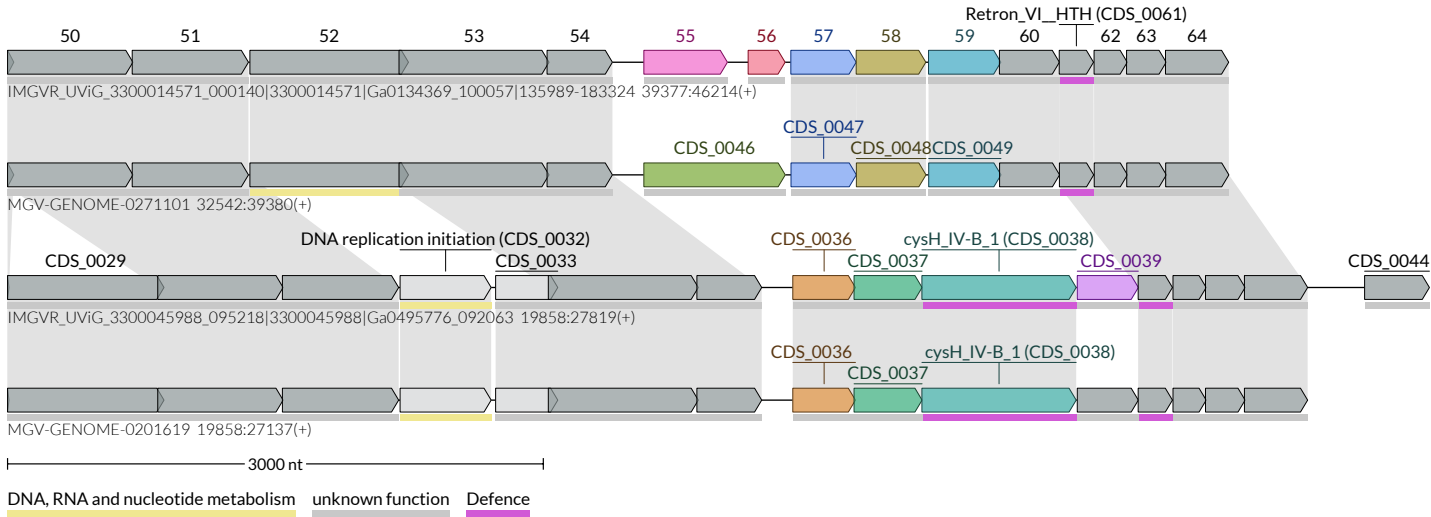 Retron_VI__HTH (CDS_0061)
50 51 52 53 54 55 56 57 58 59 60 62 63 64
IMGVR_UViG_3300014571_000140|3300014571|Ga0134369_100057|135989-183324 39377:46214(+)
CDS_0047
CDS_0046 CDS_0048 CDS_0049
MGV-GENOME-0271101 32542:39380(+)
DNA replication initiation (CDS_0032) CDS_0036 cysH_IV-B_1 (CDS_0038)
CDS_0029 CDS_0033 CDS_0037 CDS_0039 CDS_0044
IMGVR_UViG_3300045988_095218|3300045988|Ga0495776_092063 19858:27819(+)
CDS_0036 cysH_IV-B_1 (CDS_0038)
CDS_0037
MGV-GENOME-0201619 19858:27137(+)
3000 nt
DNA, RNA and nucleotide metabolism unknown function Defence